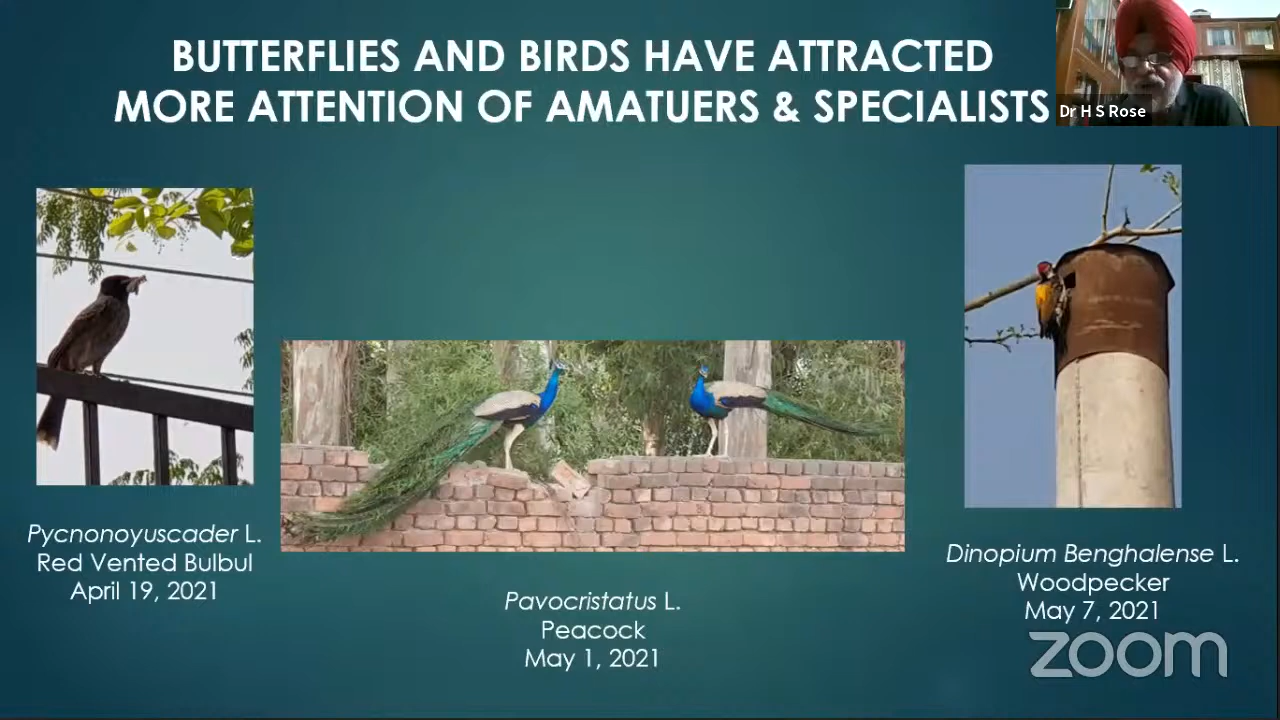 BUTTERFLIES AND BIRDS HAVE ATTRACTED
MORE ATTENTION OF AMATUERS & SPECIALISTS
Dr H S Rose
Pycnonoyuscader L.
Red Vented Bulbul
April 19, 2021
Pavocristatus L.
Peacock
May 1, 2021
Dinopium Benghalense L.
Woodpecker
May 7, 2021
zoom